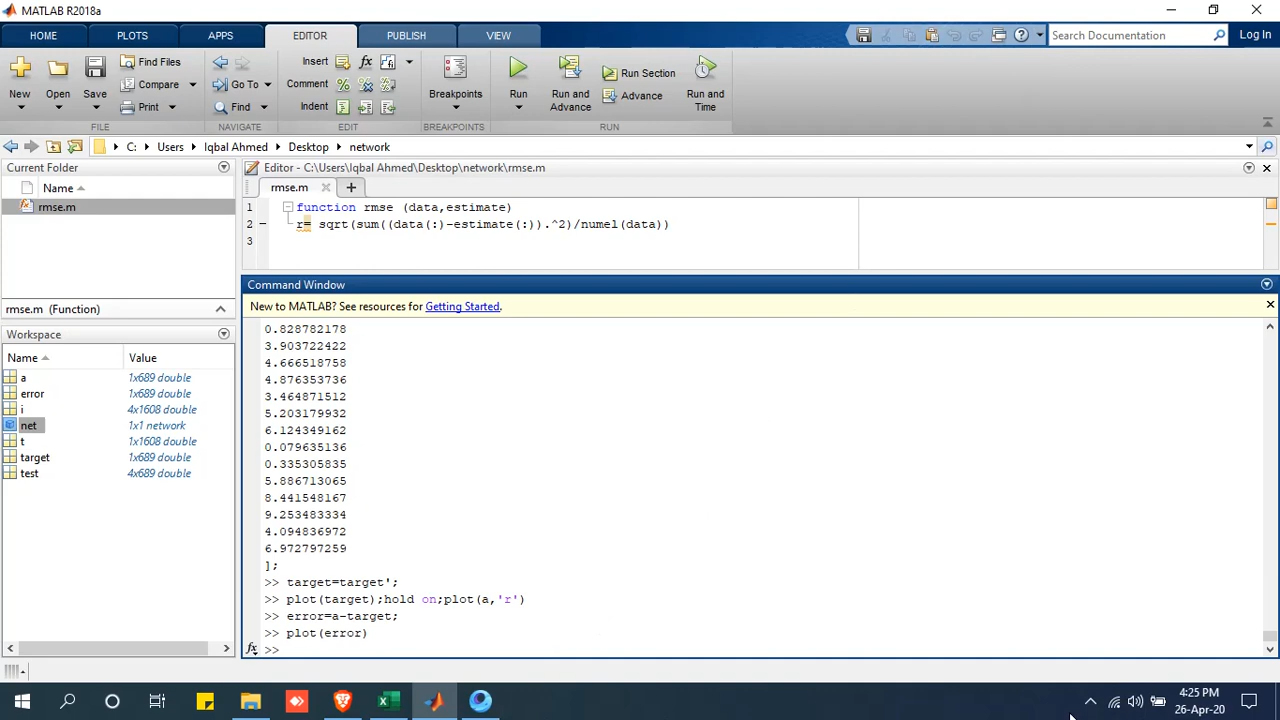 MATLAB R2018a
HOME PLOTS APPS EDITOR PUBLISH VIEW Search Documentation Log In
New Open Save Find Files Compare Print Go To Find Insert Comment Indent Breakpoints Run Run and Advance Run Section Advance Run and Time
FILE NAVIGATE EDIT BREAKPOINTS RUN
C: Users Iqbal Ahmed Desktop network
Current Folder
Name
rmse.m
rmse.m (Function)
Workspace
Name Value
a 1x689 double
error 1x689 double
i 4x1608 double
net 1x1 network
t 1x1608 double
target 1x689 double
test 4x689 double
Editor - C:\Users\Iqbal Ahmed\Desktop\network\rmse.m
rmse.m
1 function rmse (data,estimate)
2 r= sqrt(sum((data(:)-estimate(:)).^2)/numel(data))
3
Command Window
New to MATLAB? See resources for Getting Started.
0.828782178
3.903722422
4.666518758
4.876353736
3.464871512
5.203179932
6.124349162
0.079635136
0.335305835
5.886713065
8.441548167
9.253483334
4.094836972
6.972797259
];
>> target=target';
>> plot(target);hold on;plot(a,'r')
>> error=a-target;
>> plot(error)
fx >>
4:25 PM
26-Apr-20